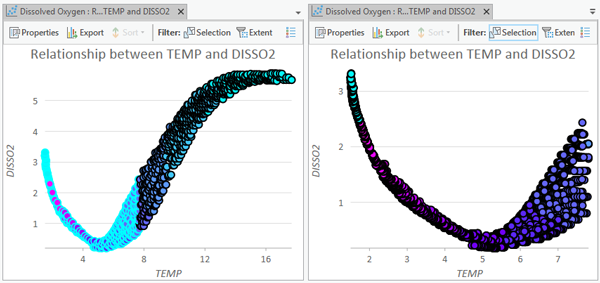 Dissolved Oxygen : R...TEMP and DISSO2
Properties Export Sort Filter: Selection Extent
Relationship between TEMP and DISSO2
5
4
3
2
1
DISSO2
4 8 12 16
TEMP
Dissolved Oxygen : R...TEMP and DISSO2
Properties Export Sort Filter: Selection Exten
Relationship between TEMP and DISSO2
3
2
1
DISSO2
2 3 4 5 6 7
TEMP